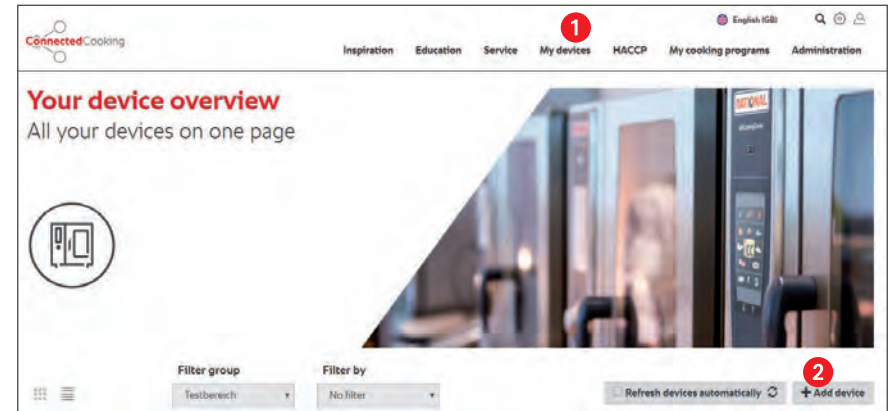 English (GB)
ConnectedCooking
1
Inspiration Education Service My devices HACCP My cooking programs Administration
Your device overview
All your devices on one page
RATIONAL
Filter group Filter by
2
Testbereich No filter Refresh devices automatically + Add device